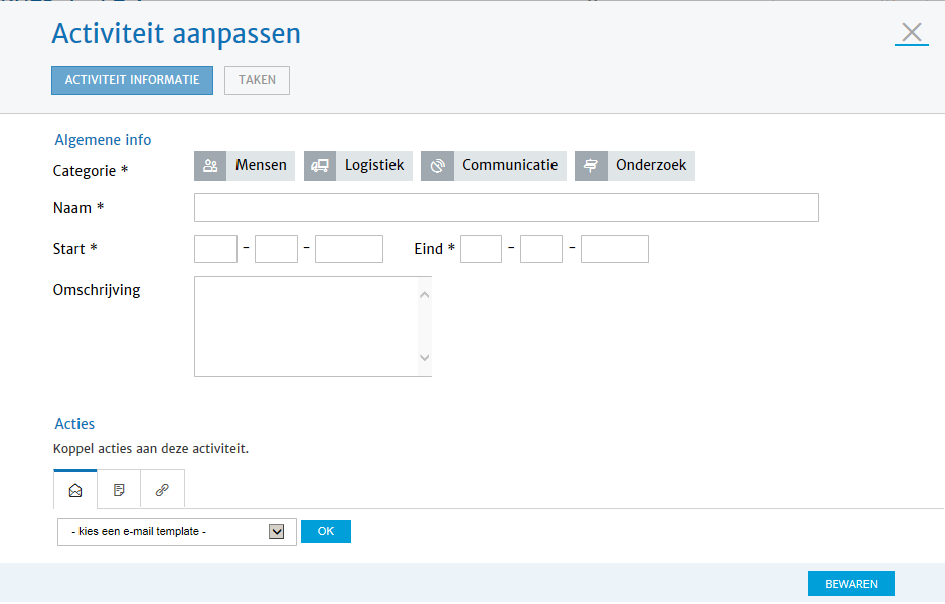 Activiteit aanpassen
ACTIVITEIT INFORMATIE TAKEN
Algemene info
Categorie * Mensen Logistiek Communicatie Onderzoek
Naam *
Start * - - Eind * - -
Omschrijving
Acties
Koppel acties aan deze activiteit.
- kies een e-mail template - OK
BEWAREN